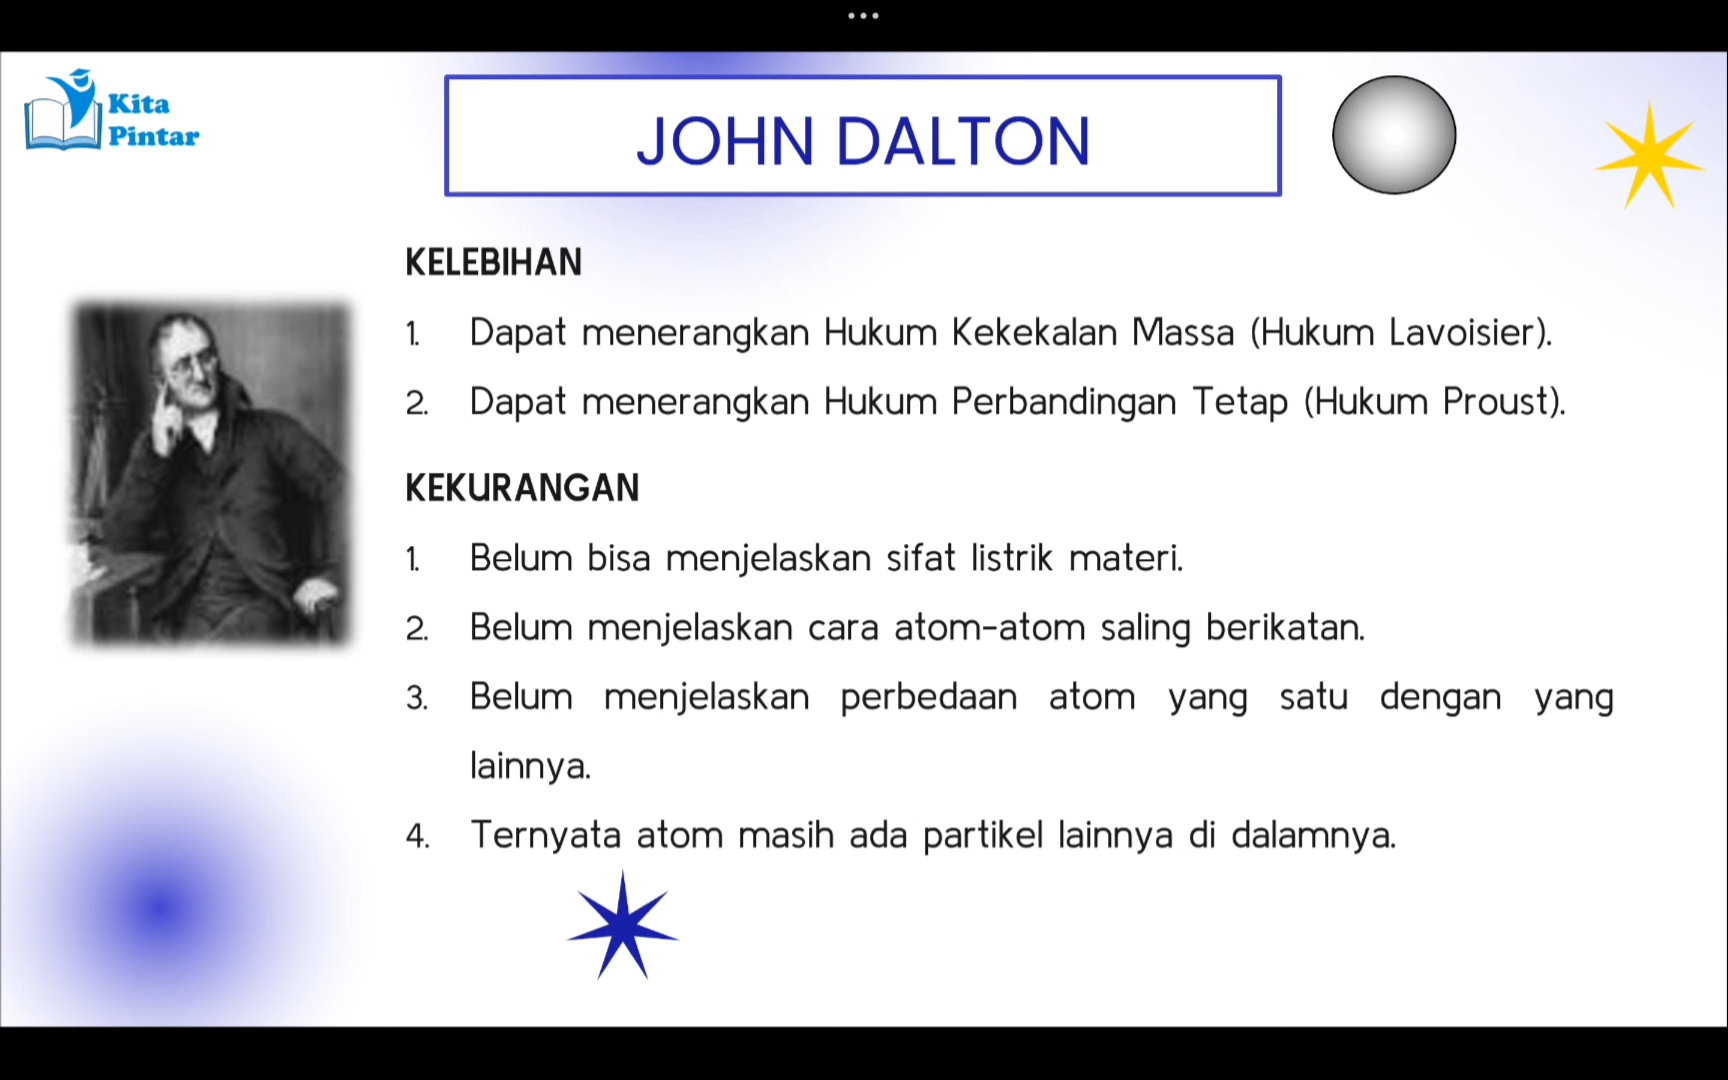 Kita
Pintar
JOHN DALTON
KELEBIHAN
1. Dapat menerangkan Hukum Kekekalan Massa (Hukum Lavoisier).
2. Dapat menerangkan Hukum Perbandingan Tetap (Hukum Proust).
KEKURANGAN
1. Belum bisa menjelaskan sifat listrik materi.
2. Belum menjelaskan cara atom-atom saling berikatan.
3. Belum menjelaskan perbedaan atom yang satu dengan yang
lainnya.
4. Ternyata atom masih ada partikel lainnya di dalamnya.